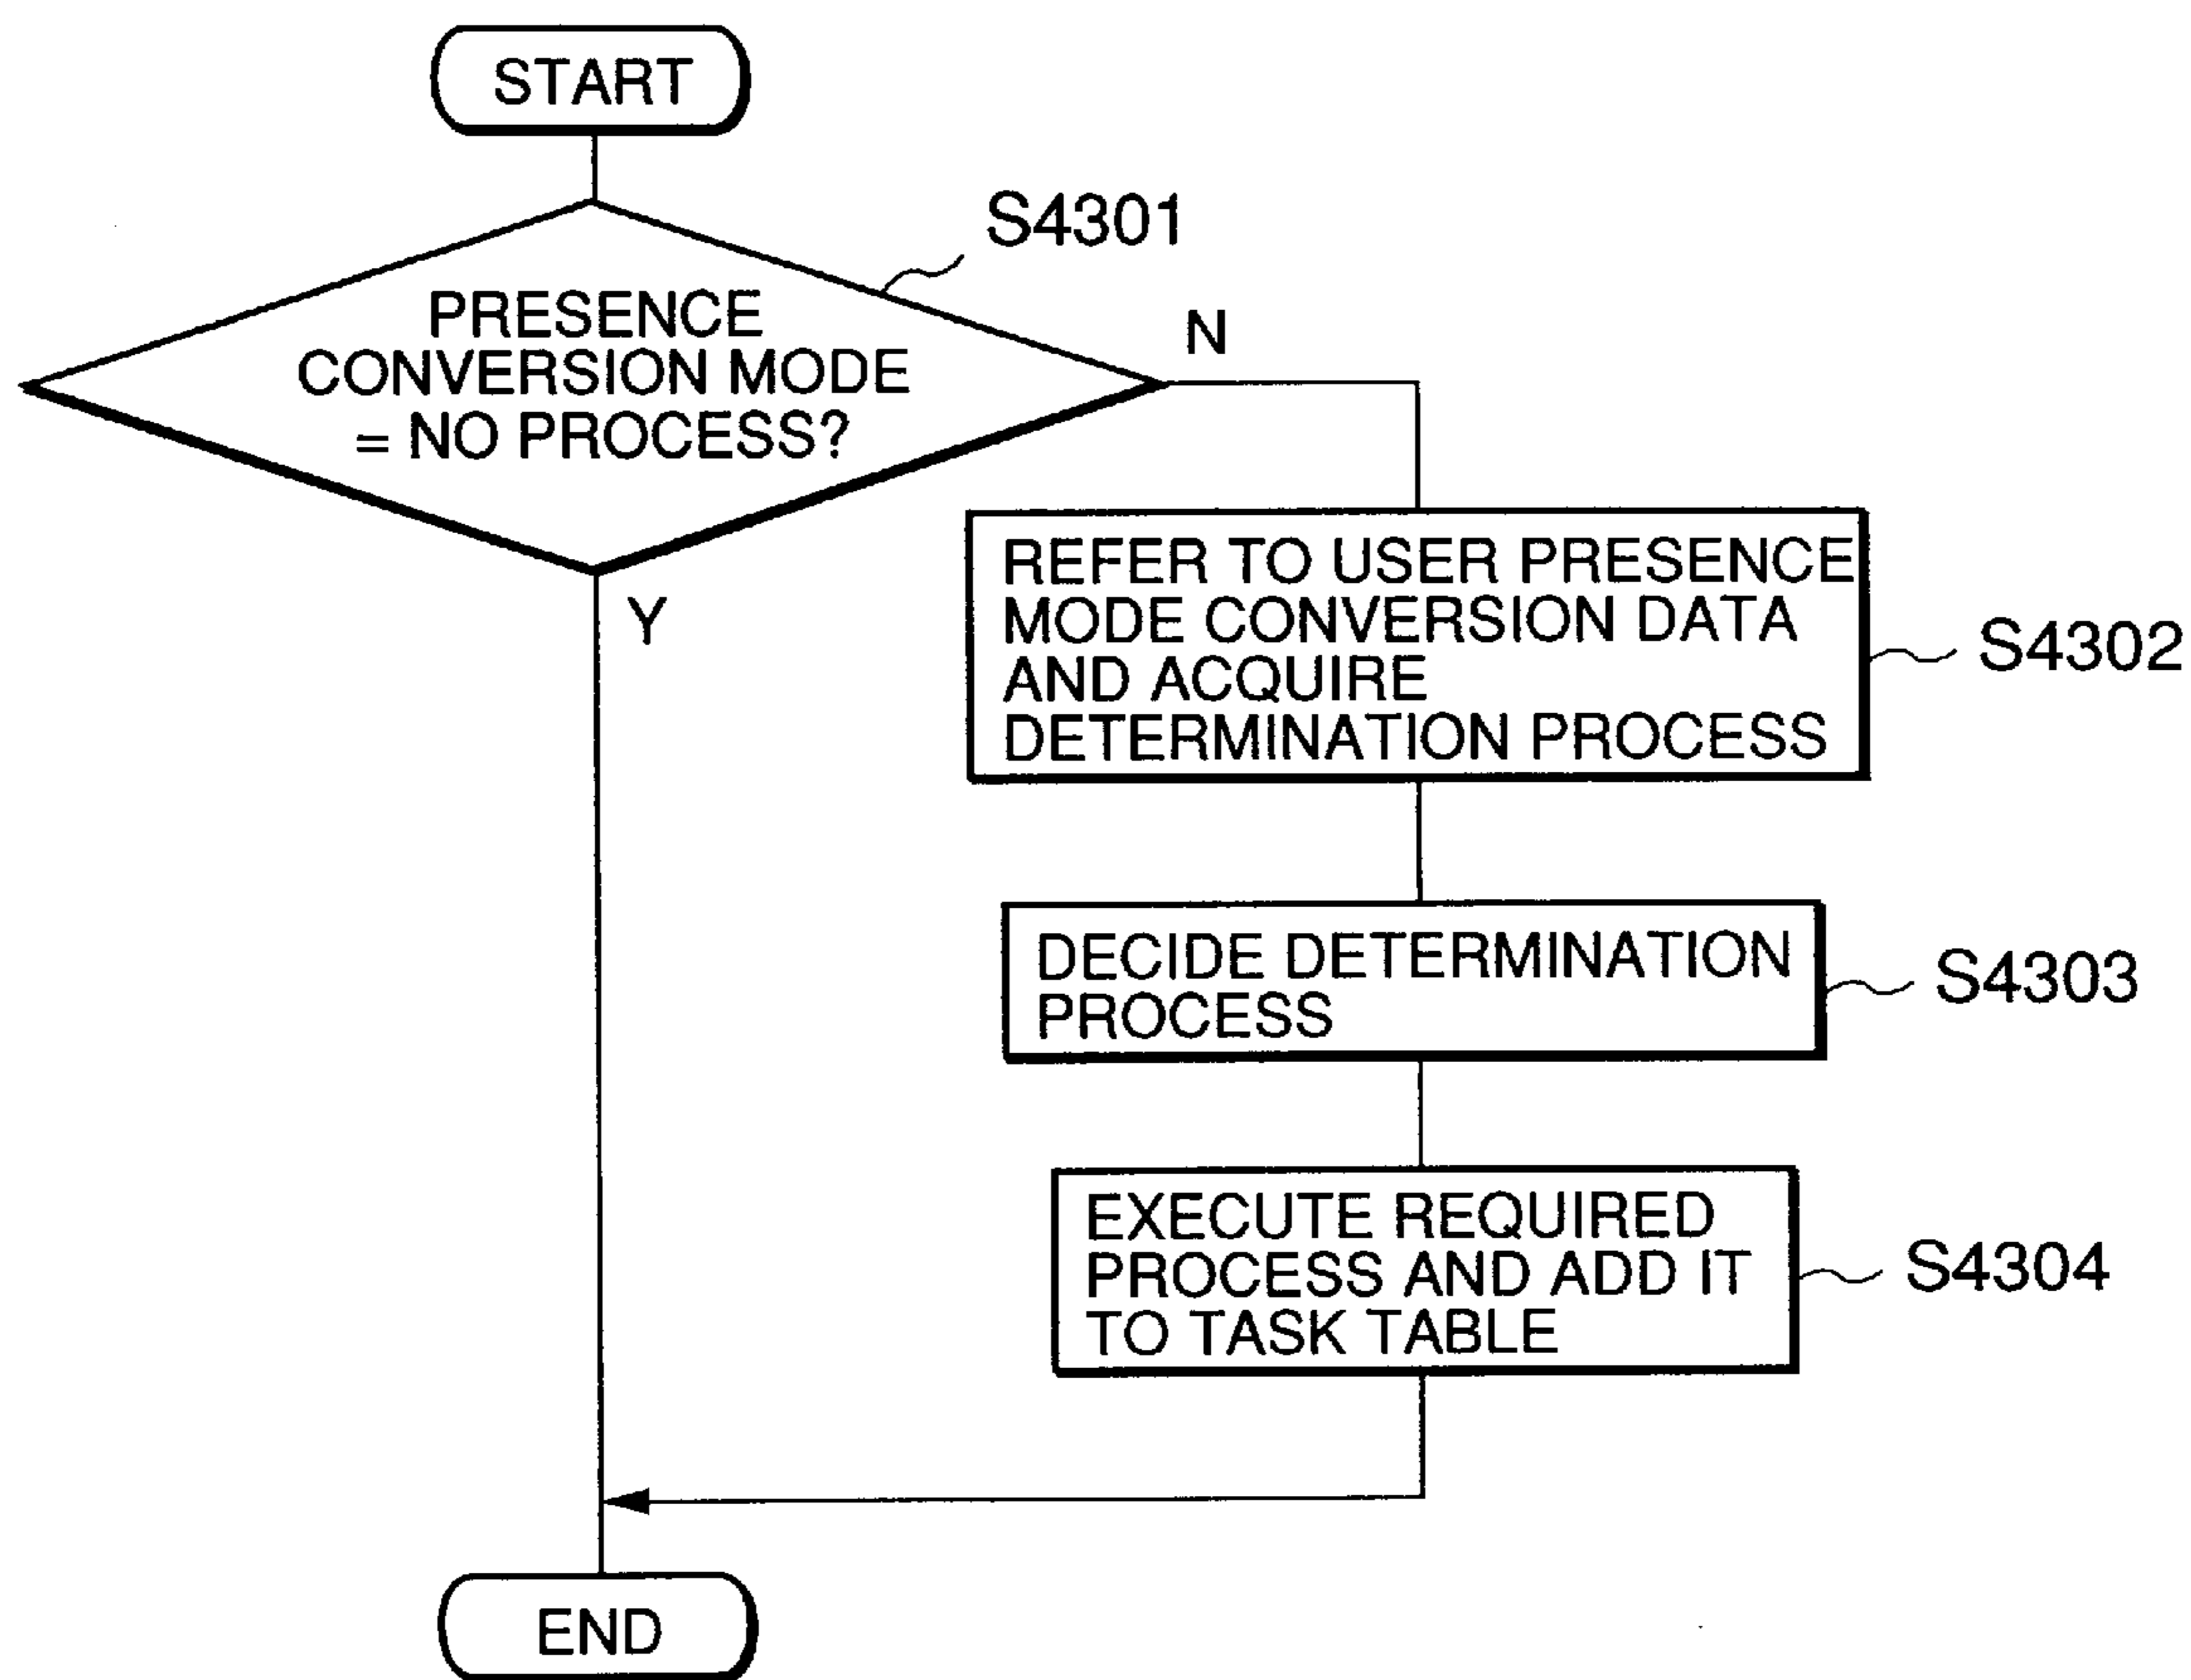 START
S4301
PRESENCE
CONVERSION MODE
= NO PROCESS?
N
Y
REFER TO USER PRESENCE
MODE CONVERSION DATA
AND ACQUIRE
DETERMINATION PROCESS
S4302
DECIDE DETERMINATION
PROCESS
S4303
EXECUTE REQUIRED
PROCESS AND ADD IT
TO TASK TABLE
S4304
END